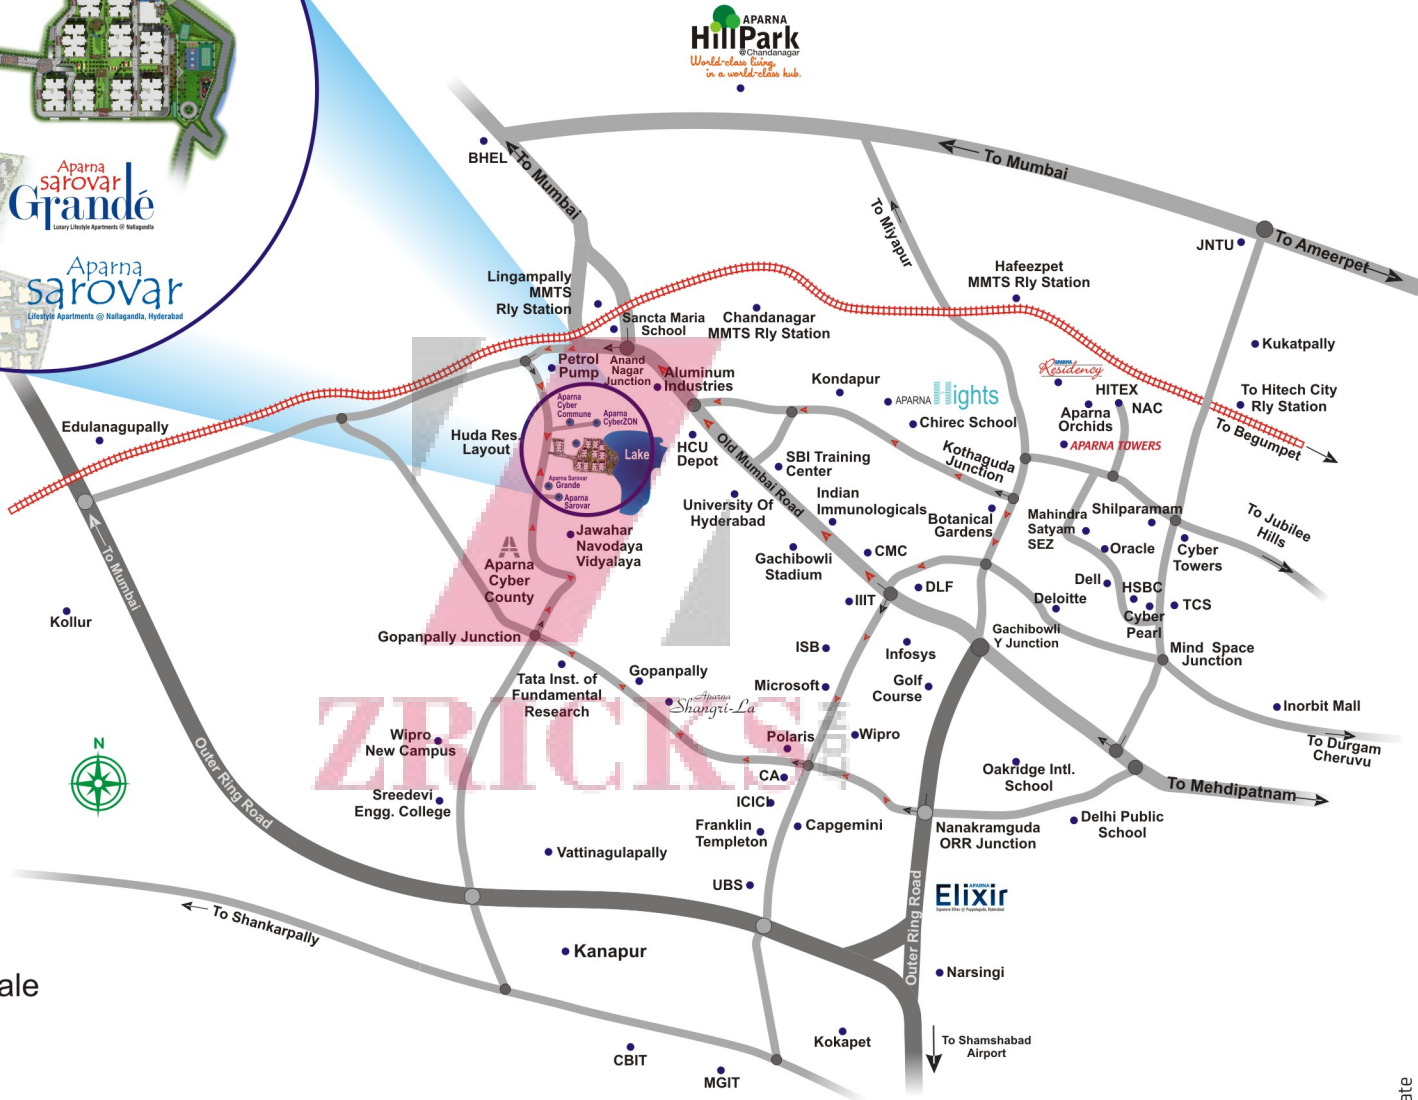 APARNA
HillPark
@Chandanagar
World-class living,
in a world-class hub.
Aparna
sarovar
Grandé
Luxury Lifestyle Apartments @ Nallagandla
Aparna
sarovar
Lifestyle Apartments @ Nallagandla, Hyderabad
BHEL
To Mumbai
To Mumbai
To Miyapur
JNTU
To Ameerpet
Lingampally
MMTS
Rly Station
Hafeezpet
MMTS Rly Station
Sancta Maria
School
Chandanagar
MMTS Rly Station
Kukatpally
Petrol
Pump
Anand
Nagar
Junction
Aluminum
Industries
Kondapur
APARNA
Residency
HITEX
NAC
To Hitech City
Rly Station
To Begumpet
APARNA
Hights
Chirec School
Aparna
Orchids
APARNA TOWERS
Edulanagupally
Huda Res.
Layout
Aparna
Cyber
Commune
Aparna
CyberZON
Lake
Aparna Sarovar
Grande
Aparna
Sarovar
HCU
Depot
Old Mumbai Road
SBI Training
Center
Kothaguda
Junction
University Of
Hyderabad
Indian
Immunologicals
Botanical
Gardens
Mahindra
Satyam
SEZ
Shilparamam
To Jubilee
Hills
Jawahar
Navodaya
Vidyalaya
Gachibowli
Stadium
CMC
Oracle
Cyber
Towers
To Mumbai
Aparna
Cyber
County
DLF
Dell
HSBC
IIIT
Deloitte
Cyber
Pearl
TCS
Kollur
Gopanpally Junction
Gachibowli
Y Junction
ISB
Infosys
Mind Space
Junction
Tata Inst. of
Fundamental
Research
Gopanpally
Microsoft
Golf
Course
Aparna
Shangri-La
Inorbit Mall
ZRICKS
Wipro
New Campus
Polaris
Wipro
To Durgam
Cheruvu
N
Outer Ring Road
CA
Oakridge Intl.
School
To Mehdipatnam
Sreedevi
Engg. College
ICICI
Franklin
Templeton
Capgemini
Nanakramguda
ORR Junction
Delhi Public
School
Vattinagulapally
UBS
APARNA
Elixir
To Shankarpally
Outer Ring Road
Kanapur
Narsingi
ale
Kokapet
To Shamshabad
Airport
CBIT
MGIT
ate